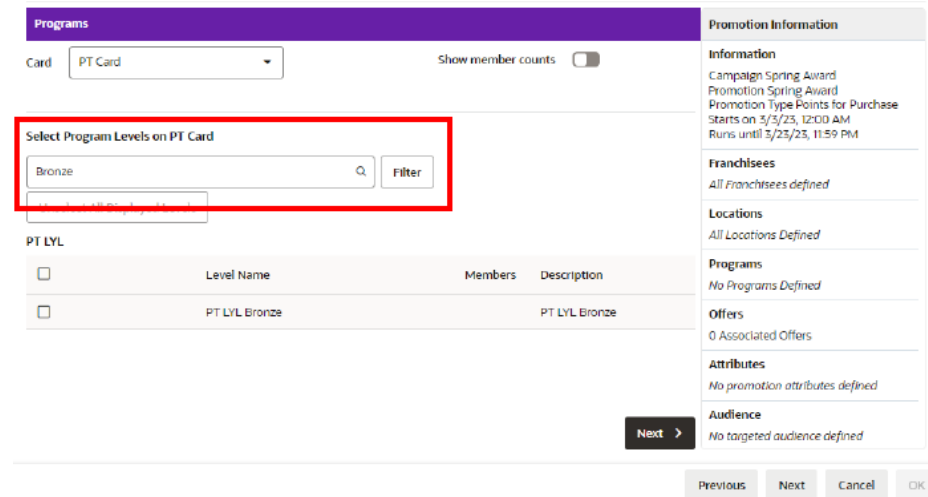 Programs
Card PT Card
Show member counts
Select Program Levels on PT Card
Bronze
Filter
PT LYL
Level Name Members Description
PT LYL Bronze PT LYL Bronze
Next
Promotion Information
Information
Campaign Spring Award
Promotion Spring Award
Promotion Type Points for Purchase
Starts on 3/3/23, 12:00 AM
Runs until 3/23/23, 11:59 PM
Franchisees
All Franchisees defined
Locations
All Locations Defined
Programs
No Programs Defined
Offers
0 Associated Offers
Attributes
No promotion attributes defined
Audience
No targeted audience defined
Previous Next Cancel OK